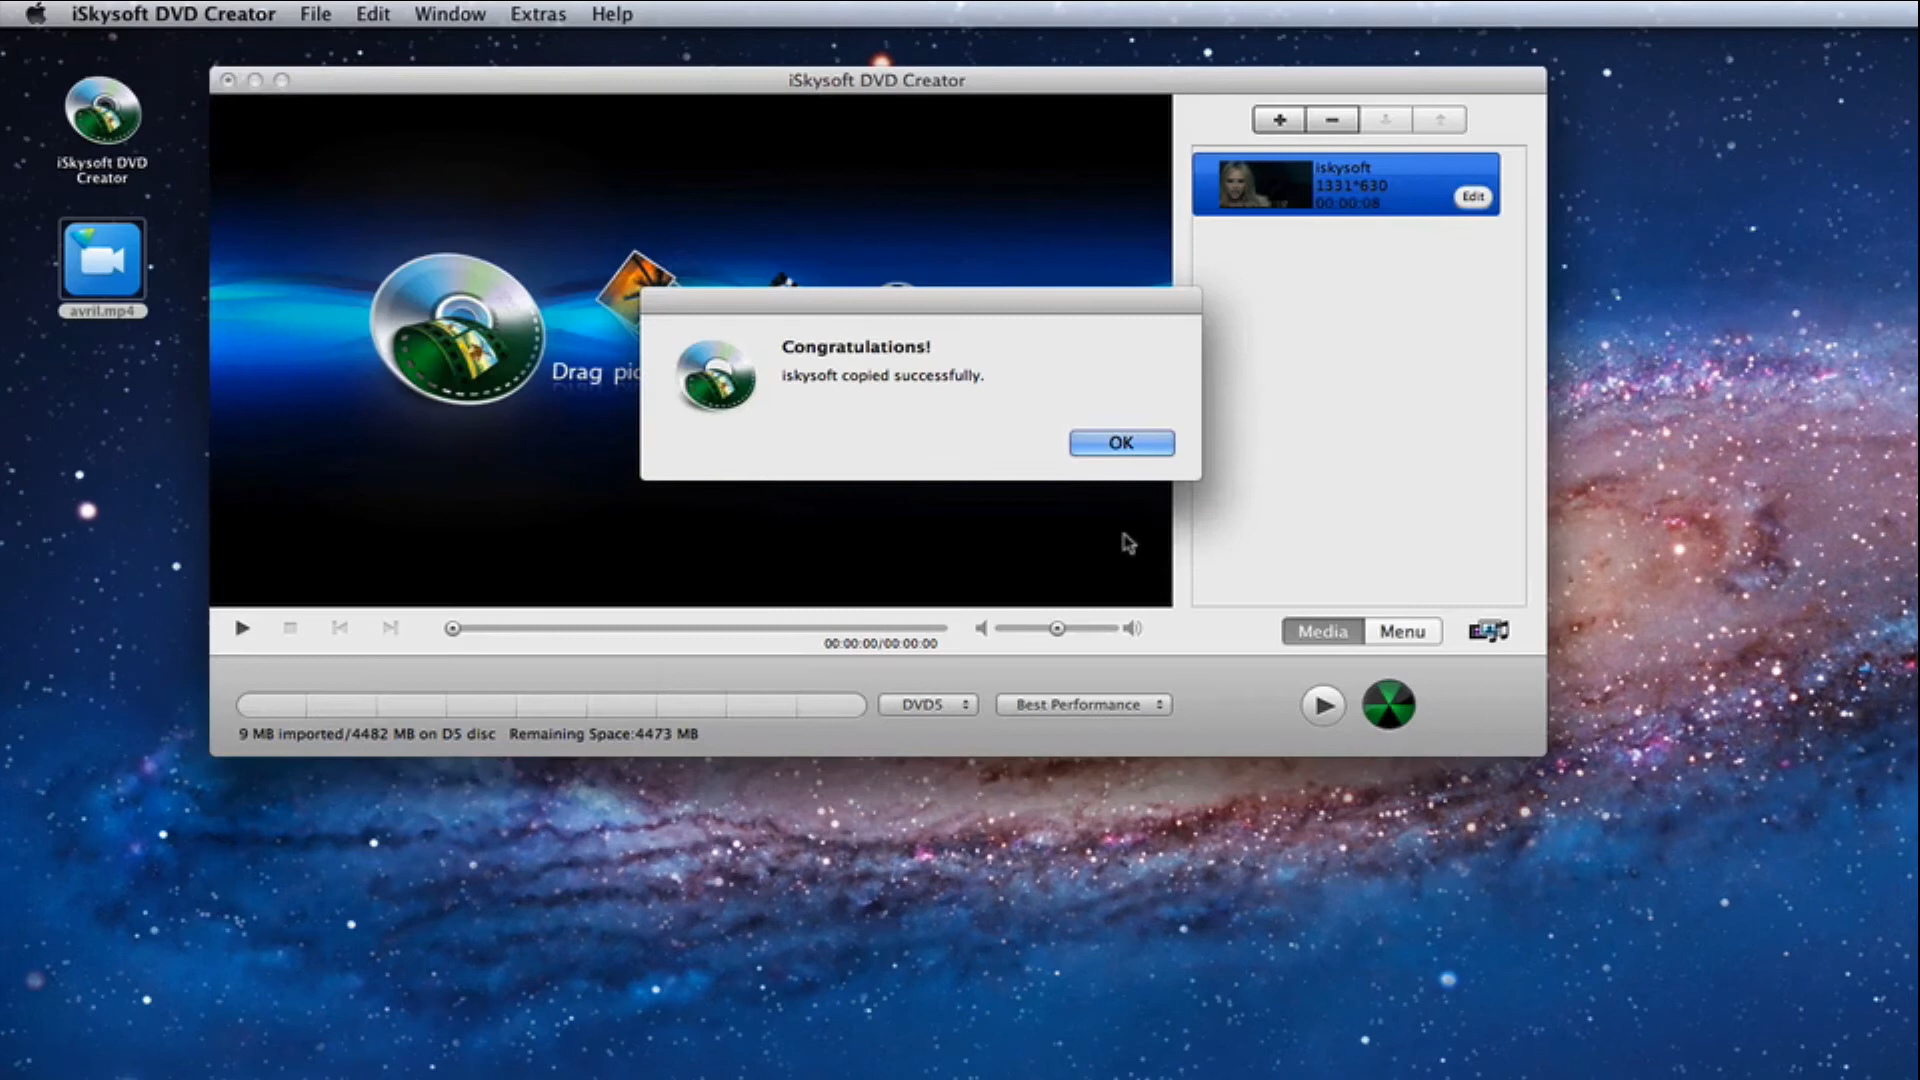 iSkysoft DVD Creator File Edit Window Extras Help
iSkysoft DVD Creator
iSkysoft DVD
Creator
avril.mp4
iskysoft
1331*630
00:00:08
Edit
Drag pic
Congratulations!
iskysoft copied successfully.
OK
00:00:00/00:00:00
Media Menu
DVD5 Best Performance
9 MB imported/4482 MB on D5 disc Remaining Space:4473 MB